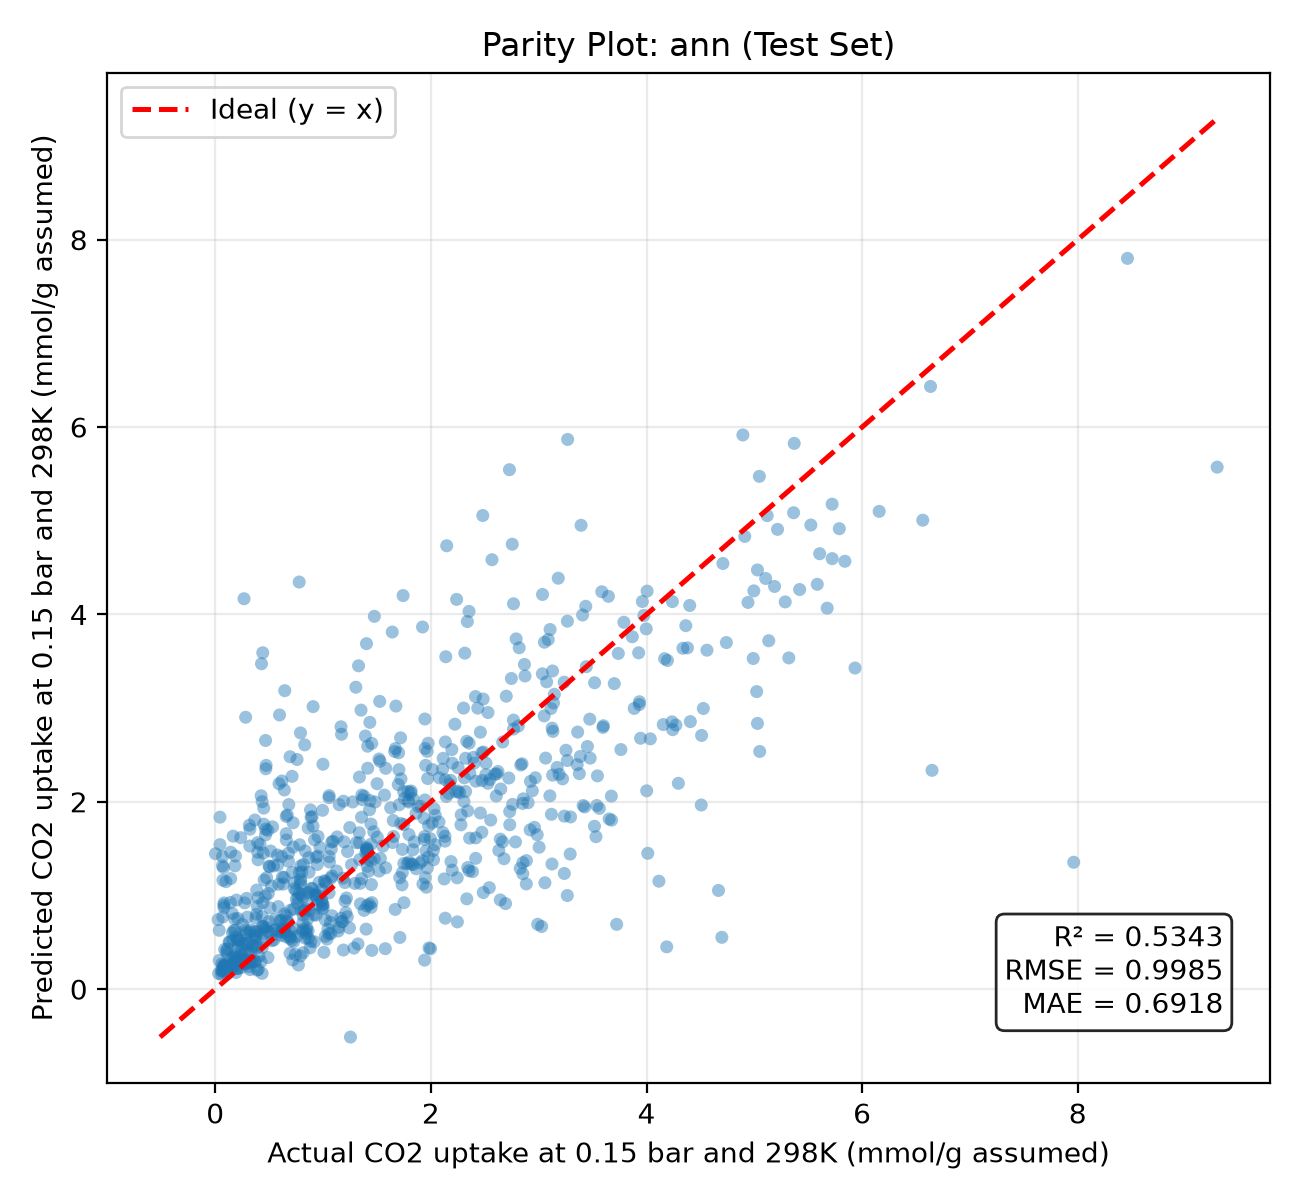 Parity Plot: ann (Test Set)
Ideal (y = x)
Predicted CO2 uptake at 0.15 bar and 298K (mmol/g assumed)
8
6
4
2
0
R² = 0.5343
RMSE = 0.9985
MAE = 0.6918
0 2 4 6 8
Actual CO2 uptake at 0.15 bar and 298K (mmol/g assumed)